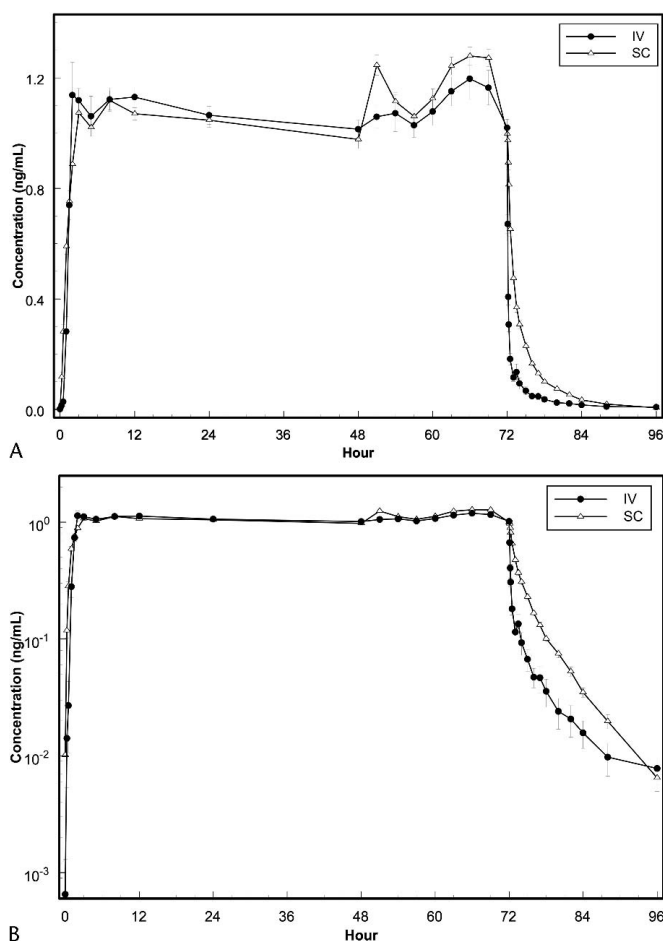 IV
SC
1.2
0.8
0.4
0.0
Concentration (ng/mL)
0 12 24 36 48 60 72 84 96
Hour
A
IV
SC
10⁰
10⁻¹
10⁻²
10⁻³
Concentration (ng/mL)
0 12 24 36 48 60 72 84 96
Hour
B